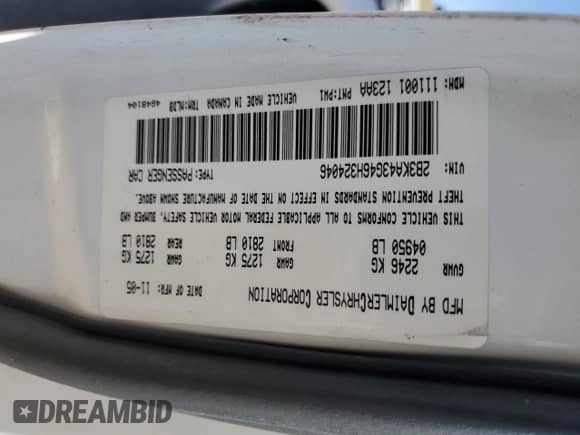 MFD BY DAIMLERCHRYSLER CORPORATION
DATE OF MFR: 11-05
GVWR GAWR GAWR
2246 KG FRONT 1275 KG REAR 1275 KG
04950 LB 2810 LB 2810 LB
THIS VEHICLE CONFORMS TO ALL APPLICABLE FEDERAL MOTOR VEHICLE SAFETY, BUMPER AND
THEFT PREVENTION STANDARDS IN EFFECT ON THE DATE OF MANUFACTURE SHOWN ABOVE.
VIN: 2B3KA43G46H324046 TYPE: PASSENGER CAR
MDH: 111001 123AA PNT: PW1 VEHICLE MADE IN CANADA TRM: MLDB 4648104
DREAMBID